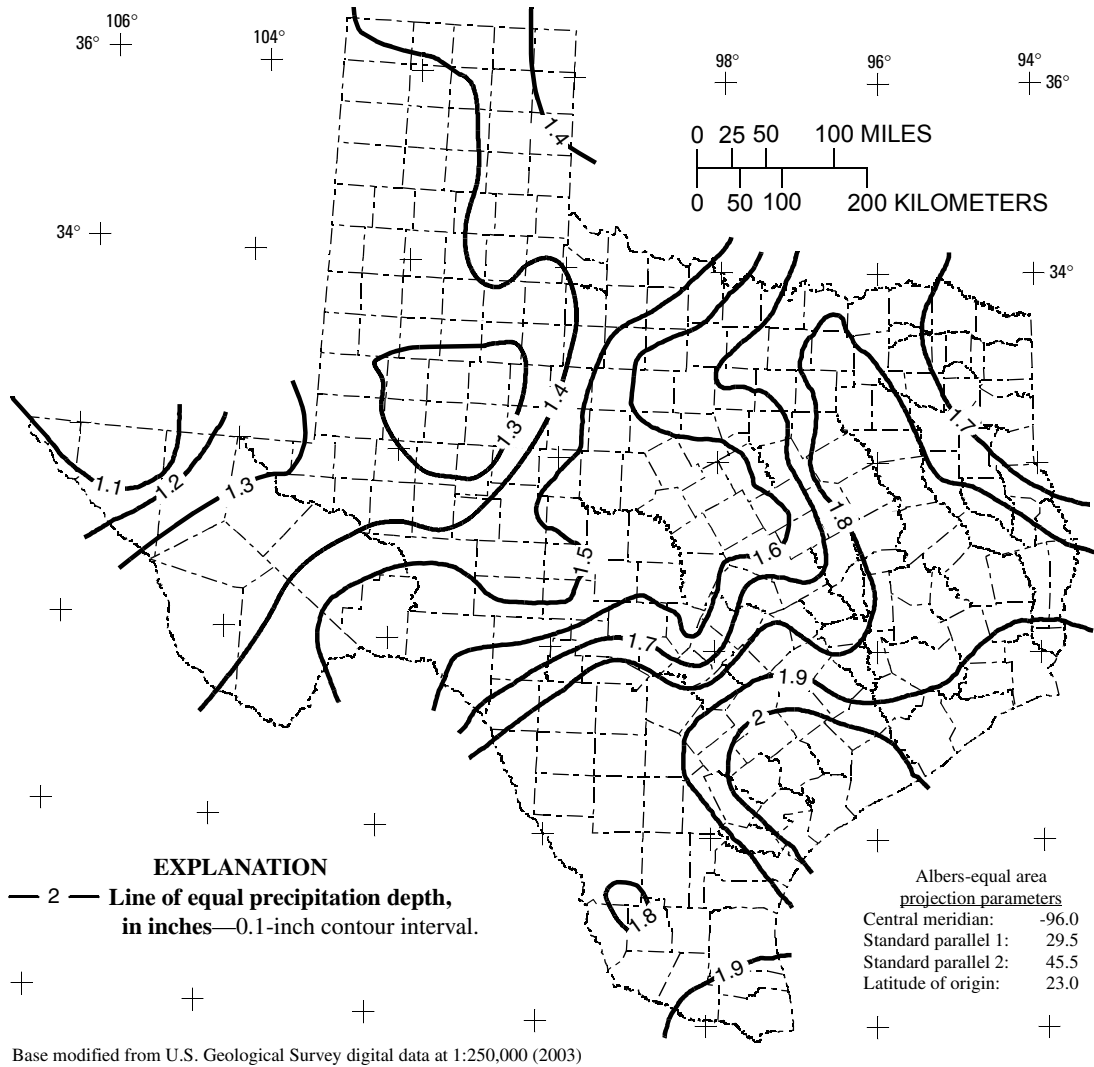 106°
36°
104°
98°
96°
94°
36°
0 25 50 100 MILES
0 50 100 200 KILOMETERS
34°
34°
1.4
1.4
1.3
1.7
1.1
1.2
1.3
1.8
1.5
1.6
1.7
1.9
2
1.8
1.9
EXPLANATION
2 Line of equal precipitation depth,
in inches—0.1-inch contour interval.
Albers-equal area
projection parameters
Central meridian: -96.0
Standard parallel 1: 29.5
Standard parallel 2: 45.5
Latitude of origin: 23.0
Base modified from U.S. Geological Survey digital data at 1:250,000 (2003)